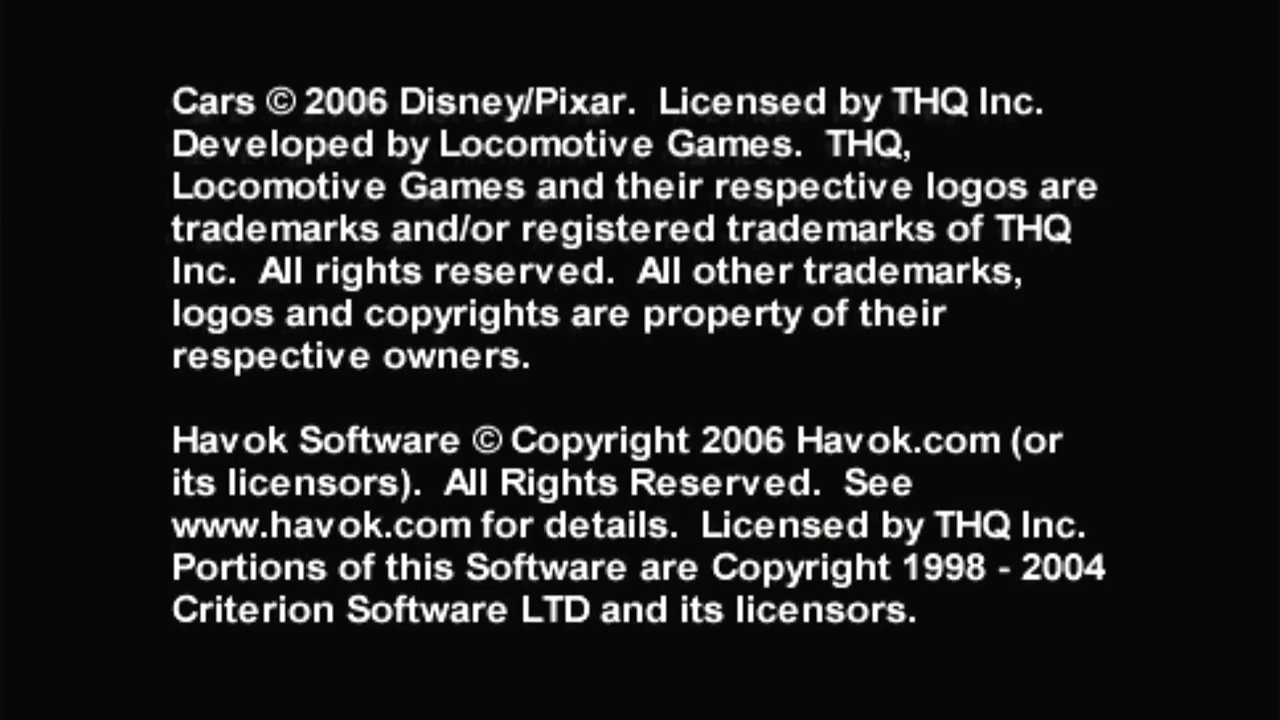 Cars © 2006 Disney/Pixar.  Licensed by THQ Inc.
Developed by Locomotive Games.  THQ,
Locomotive Games and their respective logos are
trademarks and/or registered trademarks of THQ
Inc.  All rights reserved.  All other trademarks,
logos and copyrights are property of their
respective owners.

Havok Software © Copyright 2006 Havok.com (or
its licensors).  All Rights Reserved.  See
www.havok.com for details.  Licensed by THQ Inc.
Portions of this Software are Copyright 1998 - 2004
Criterion Software LTD and its licensors.